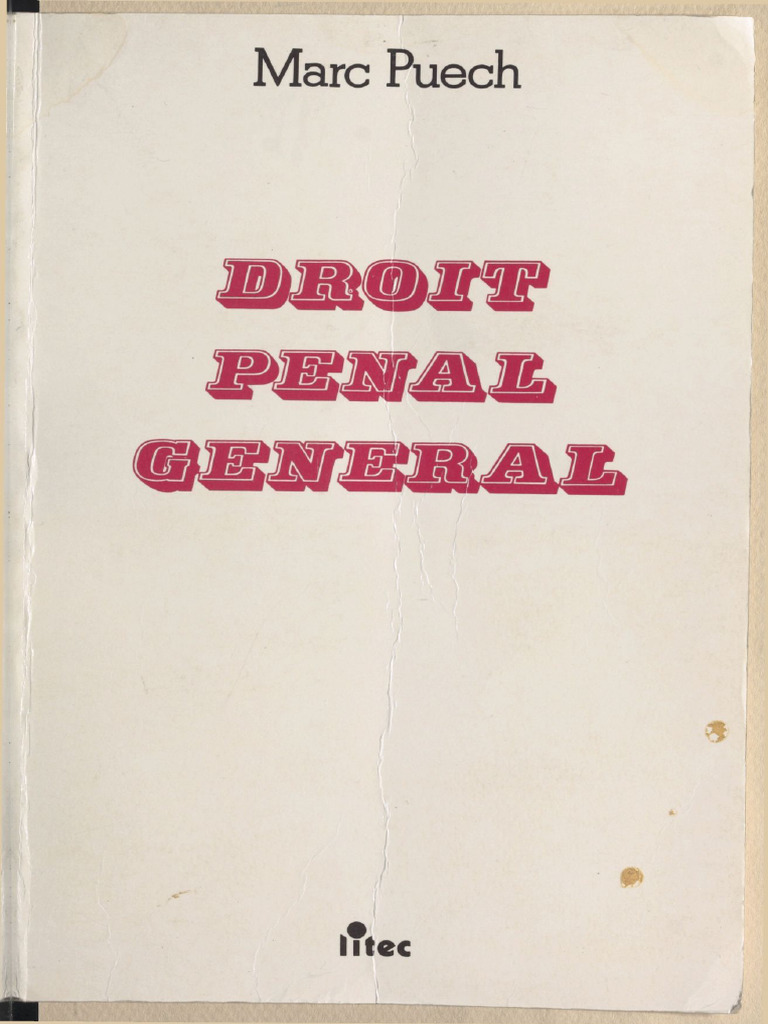 Marc Puech
DROIT
PENAL
GENERAL
litec